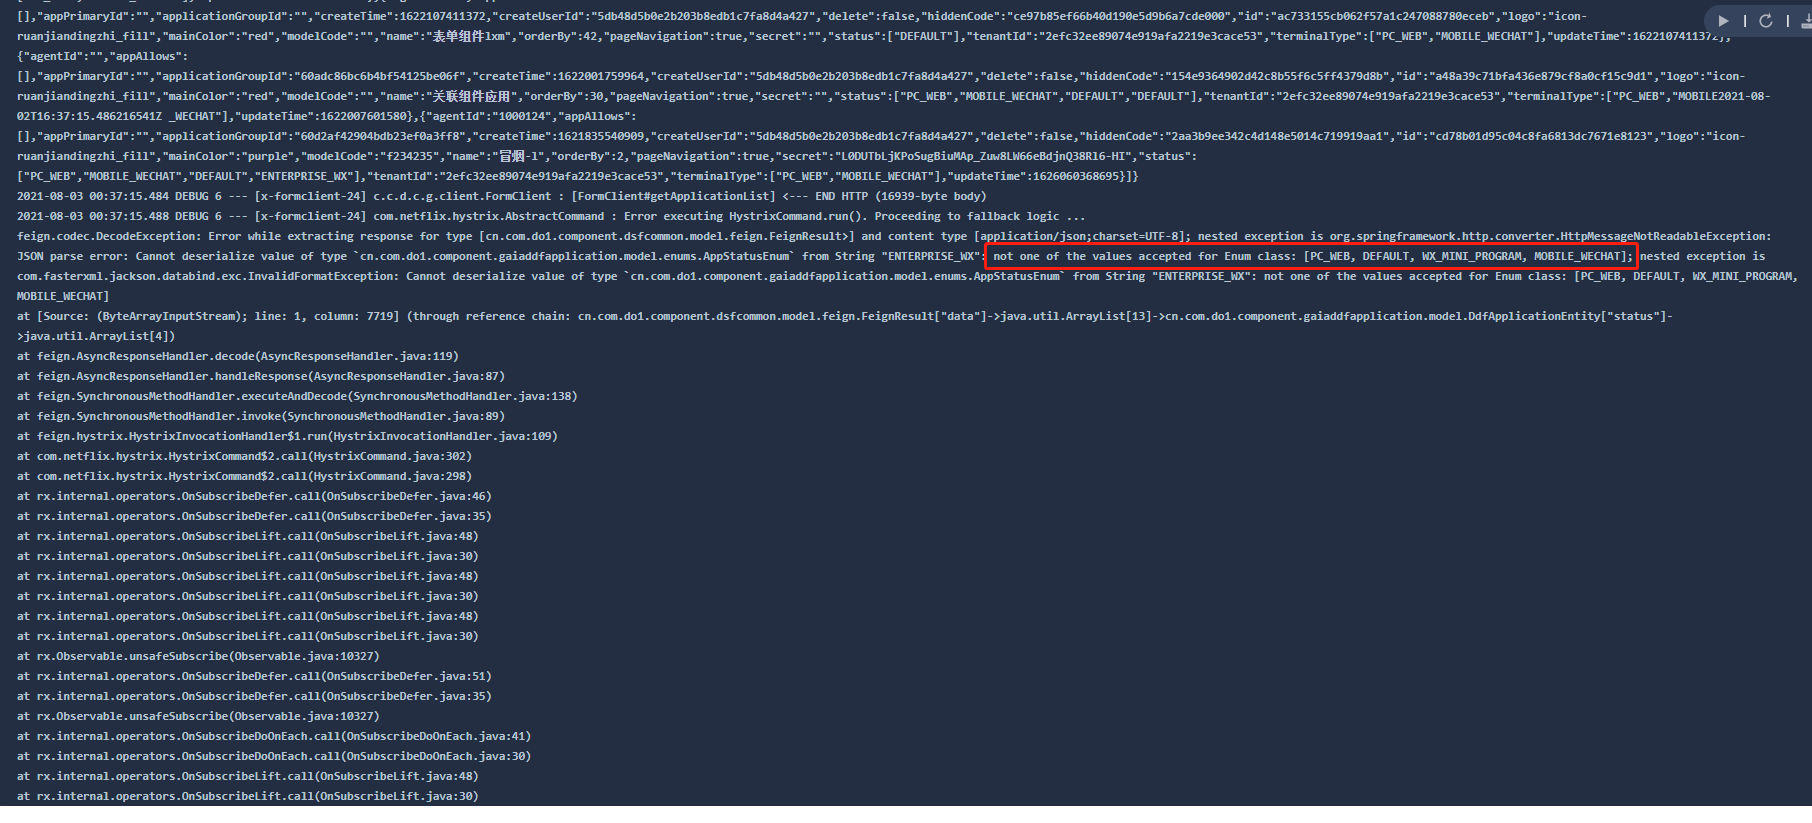 [],"appPrimaryId":"","applicationGroupId":"","createTime":1622107411372,"createUserId":"5db48d5b0e2b203b8edb1c7fa8d4a427","delete":false,"hiddenCode":"ce97b85ef66b40d190e5d9b6a7cde000","id":"ac733155cb062f57a1c247088780eceb","logo":"icon-
ruanjiandingzhi_fill","mainColor":"red","modelCode":"","name":"表单组件lxm","orderBy":42,"pageNavigation":true,"secret":"","status":["DEFAULT"],"tenantId":"2efc32ee89074e919afa2219e3cace53","terminalType":["PC_WEB","MOBILE_WECHAT"],"updateTime":1622107411372},
{"agentId":"","appAllows":
[],"appPrimaryId":"","applicationGroupId":"60adc86bc6b4bf54125be06f","createTime":1622001759964,"createUserId":"5db48d5b0e2b203b8edb1c7fa8d4a427","delete":false,"hiddenCode":"154e9364902d42c8b55f6c5ff4379d8b","id":"a48a39c71bfa436e879cf8a0cf15c9d1","logo":"icon-
ruanjiandingzhi_fill","mainColor":"red","modelCode":"","name":"关联组件应用","orderBy":30,"pageNavigation":true,"secret":"","status":["PC_WEB","MOBILE_WECHAT","DEFAULT","DEFAULT"],"tenantId":"2efc32ee89074e919afa2219e3cace53","terminalType":["PC_WEB","MOBILE2021-08-
02T16:37:15.486216541Z _WECHAT"],"updateTime":1622007601580},{"agentId":"1000124","appAllows":
[],"appPrimaryId":"","applicationGroupId":"60d2af42904bdb23ef0a3ff8","createTime":1621835540909,"createUserId":"5db48d5b0e2b203b8edb1c7fa8d4a427","delete":false,"hiddenCode":"2aa3b9ee342c4d148e5014c719919aa1","id":"cd78b01d95c04c8fa6813dc7671e8123","logo":"icon-
ruanjiandingzhi_fill","mainColor":"purple","modelCode":"f234235","name":"冒烟-l","orderBy":2,"pageNavigation":true,"secret":"L0DUTbLjKPoSugBiuMAp_Zuw8LW66eBdjnQ38Rl6-HI","status":
["PC_WEB","MOBILE_WECHAT","DEFAULT","ENTERPRISE_WX"],"tenantId":"2efc32ee89074e919afa2219e3cace53","terminalType":["PC_WEB","MOBILE_WECHAT"],"updateTime":1626060368695}]}
2021-08-03 00:37:15.484 DEBUG 6 --- [x-formclient-24] c.c.d.c.g.client.FormClient : [FormClient#getApplicationList] <--- END HTTP (16939-byte body)
2021-08-03 00:37:15.488 DEBUG 6 --- [x-formclient-24] com.netflix.hystrix.AbstractCommand : Error executing HystrixCommand.run(). Proceeding to fallback logic ...
feign.codec.DecodeException: Error while extracting response for type [cn.com.do1.component.dsfcommon.model.feign.FeignResult>] and content type [application/json;charset=UTF-8]; nested exception is org.springframework.http.converter.HttpMessageNotReadableException:
JSON parse error: Cannot deserialize value of type `cn.com.do1.component.gaiaddfapplication.model.enums.AppStatusEnum` from String "ENTERPRISE_WX": not one of the values accepted for Enum class: [PC_WEB, DEFAULT, WX_MINI_PROGRAM, MOBILE_WECHAT]; nested exception is
com.fasterxml.jackson.databind.exc.InvalidFormatException: Cannot deserialize value of type `cn.com.do1.component.gaiaddfapplication.model.enums.AppStatusEnum` from String "ENTERPRISE_WX": not one of the values accepted for Enum class: [PC_WEB, DEFAULT, WX_MINI_PROGRAM,
MOBILE_WECHAT]
at [Source: (ByteArrayInputStream); line: 1, column: 7719] (through reference chain: cn.com.do1.component.dsfcommon.model.feign.FeignResult["data"]->java.util.ArrayList[13]->cn.com.do1.component.gaiaddfapplication.model.DdfApplicationEntity["status"]-
>java.util.ArrayList[4])
at feign.AsyncResponseHandler.decode(AsyncResponseHandler.java:119)
at feign.AsyncResponseHandler.handleResponse(AsyncResponseHandler.java:87)
at feign.SynchronousMethodHandler.executeAndDecode(SynchronousMethodHandler.java:138)
at feign.SynchronousMethodHandler.invoke(SynchronousMethodHandler.java:89)
at feign.hystrix.HystrixInvocationHandler$1.run(HystrixInvocationHandler.java:109)
at com.netflix.hystrix.HystrixCommand$2.call(HystrixCommand.java:302)
at com.netflix.hystrix.HystrixCommand$2.call(HystrixCommand.java:298)
at rx.internal.operators.OnSubscribeDefer.call(OnSubscribeDefer.java:46)
at rx.internal.operators.OnSubscribeDefer.call(OnSubscribeDefer.java:35)
at rx.internal.operators.OnSubscribeLift.call(OnSubscribeLift.java:48)
at rx.internal.operators.OnSubscribeLift.call(OnSubscribeLift.java:30)
at rx.internal.operators.OnSubscribeLift.call(OnSubscribeLift.java:48)
at rx.internal.operators.OnSubscribeLift.call(OnSubscribeLift.java:30)
at rx.internal.operators.OnSubscribeLift.call(OnSubscribeLift.java:48)
at rx.internal.operators.OnSubscribeLift.call(OnSubscribeLift.java:30)
at rx.Observable.unsafeSubscribe(Observable.java:10327)
at rx.internal.operators.OnSubscribeDefer.call(OnSubscribeDefer.java:51)
at rx.internal.operators.OnSubscribeDefer.call(OnSubscribeDefer.java:35)
at rx.Observable.unsafeSubscribe(Observable.java:10327)
at rx.internal.operators.OnSubscribeDoOnEach.call(OnSubscribeDoOnEach.java:41)
at rx.internal.operators.OnSubscribeDoOnEach.call(OnSubscribeDoOnEach.java:30)
at rx.internal.operators.OnSubscribeLift.call(OnSubscribeLift.java:48)
at rx.internal.operators.OnSubscribeLift.call(OnSubscribeLift.java:30)